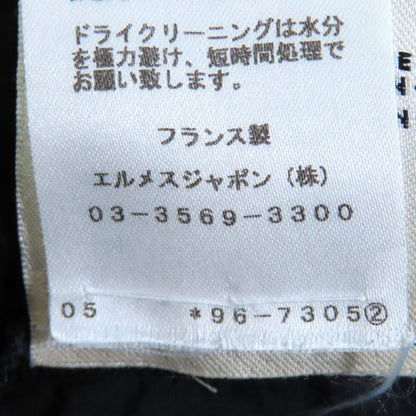 ドライクリーニングは水分
を極力避け、短時間処理で
お願い致します。
フランス製
エルメスジャポン（株）
03-3569-3300
05 *96-7305②